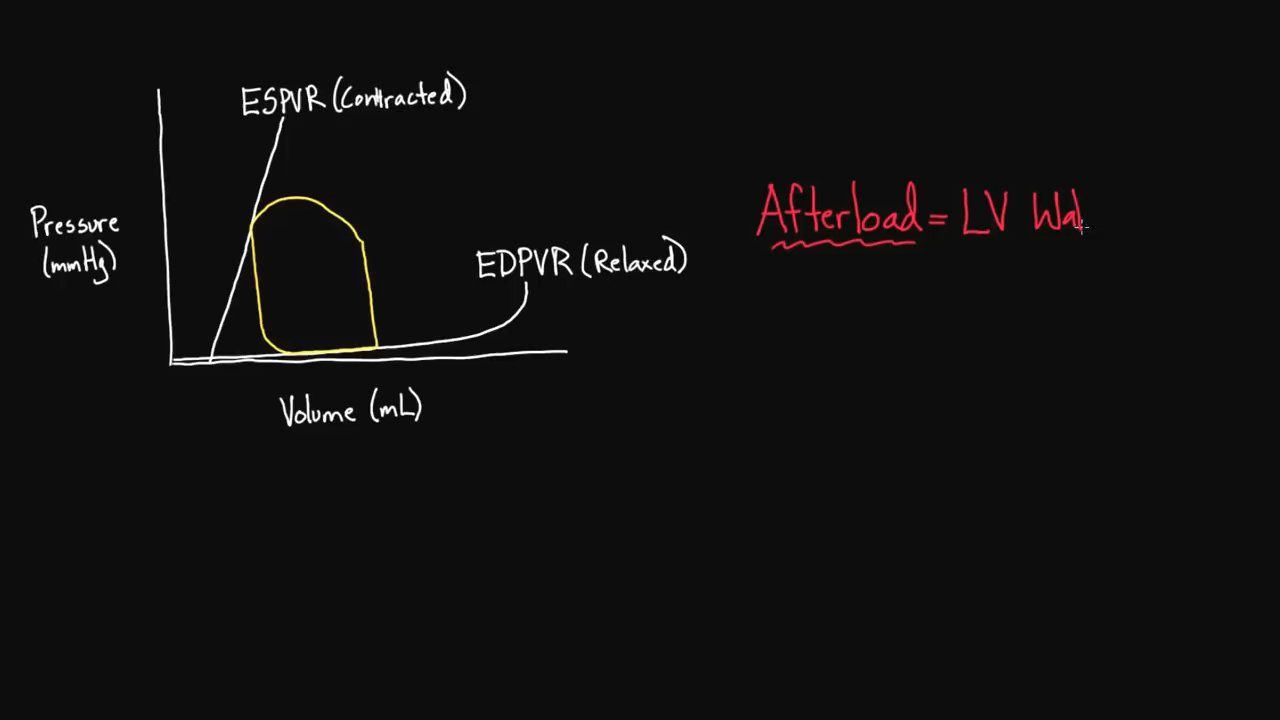 ESPVR (Contracted)
Pressure
(mmHg)
EDPVR (Relaxed)
Volume (mL)
Afterload = LV Wal